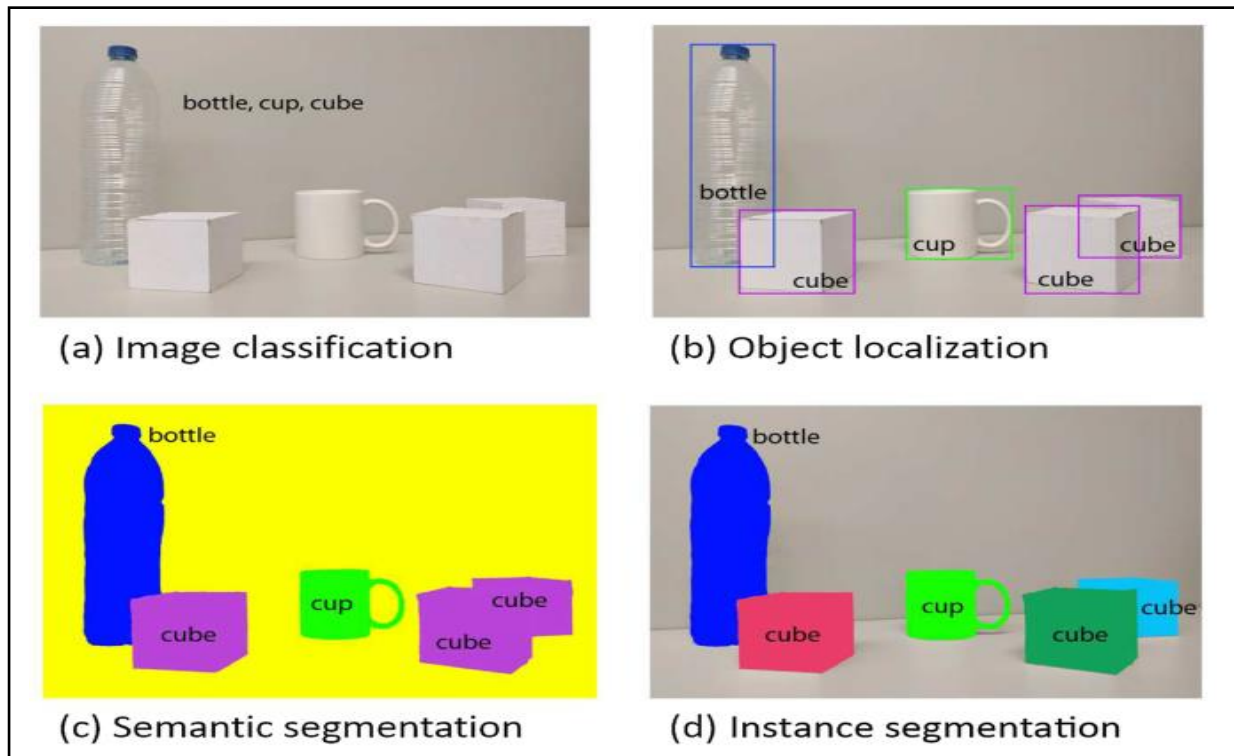 bottle, cup, cube
(a) Image classification
bottle
cup
cube
cube
cube
(b) Object localization
bottle
cup
cube
cube
cube
(c) Semantic segmentation
bottle
cup
cube
cube
cube
(d) Instance segmentation